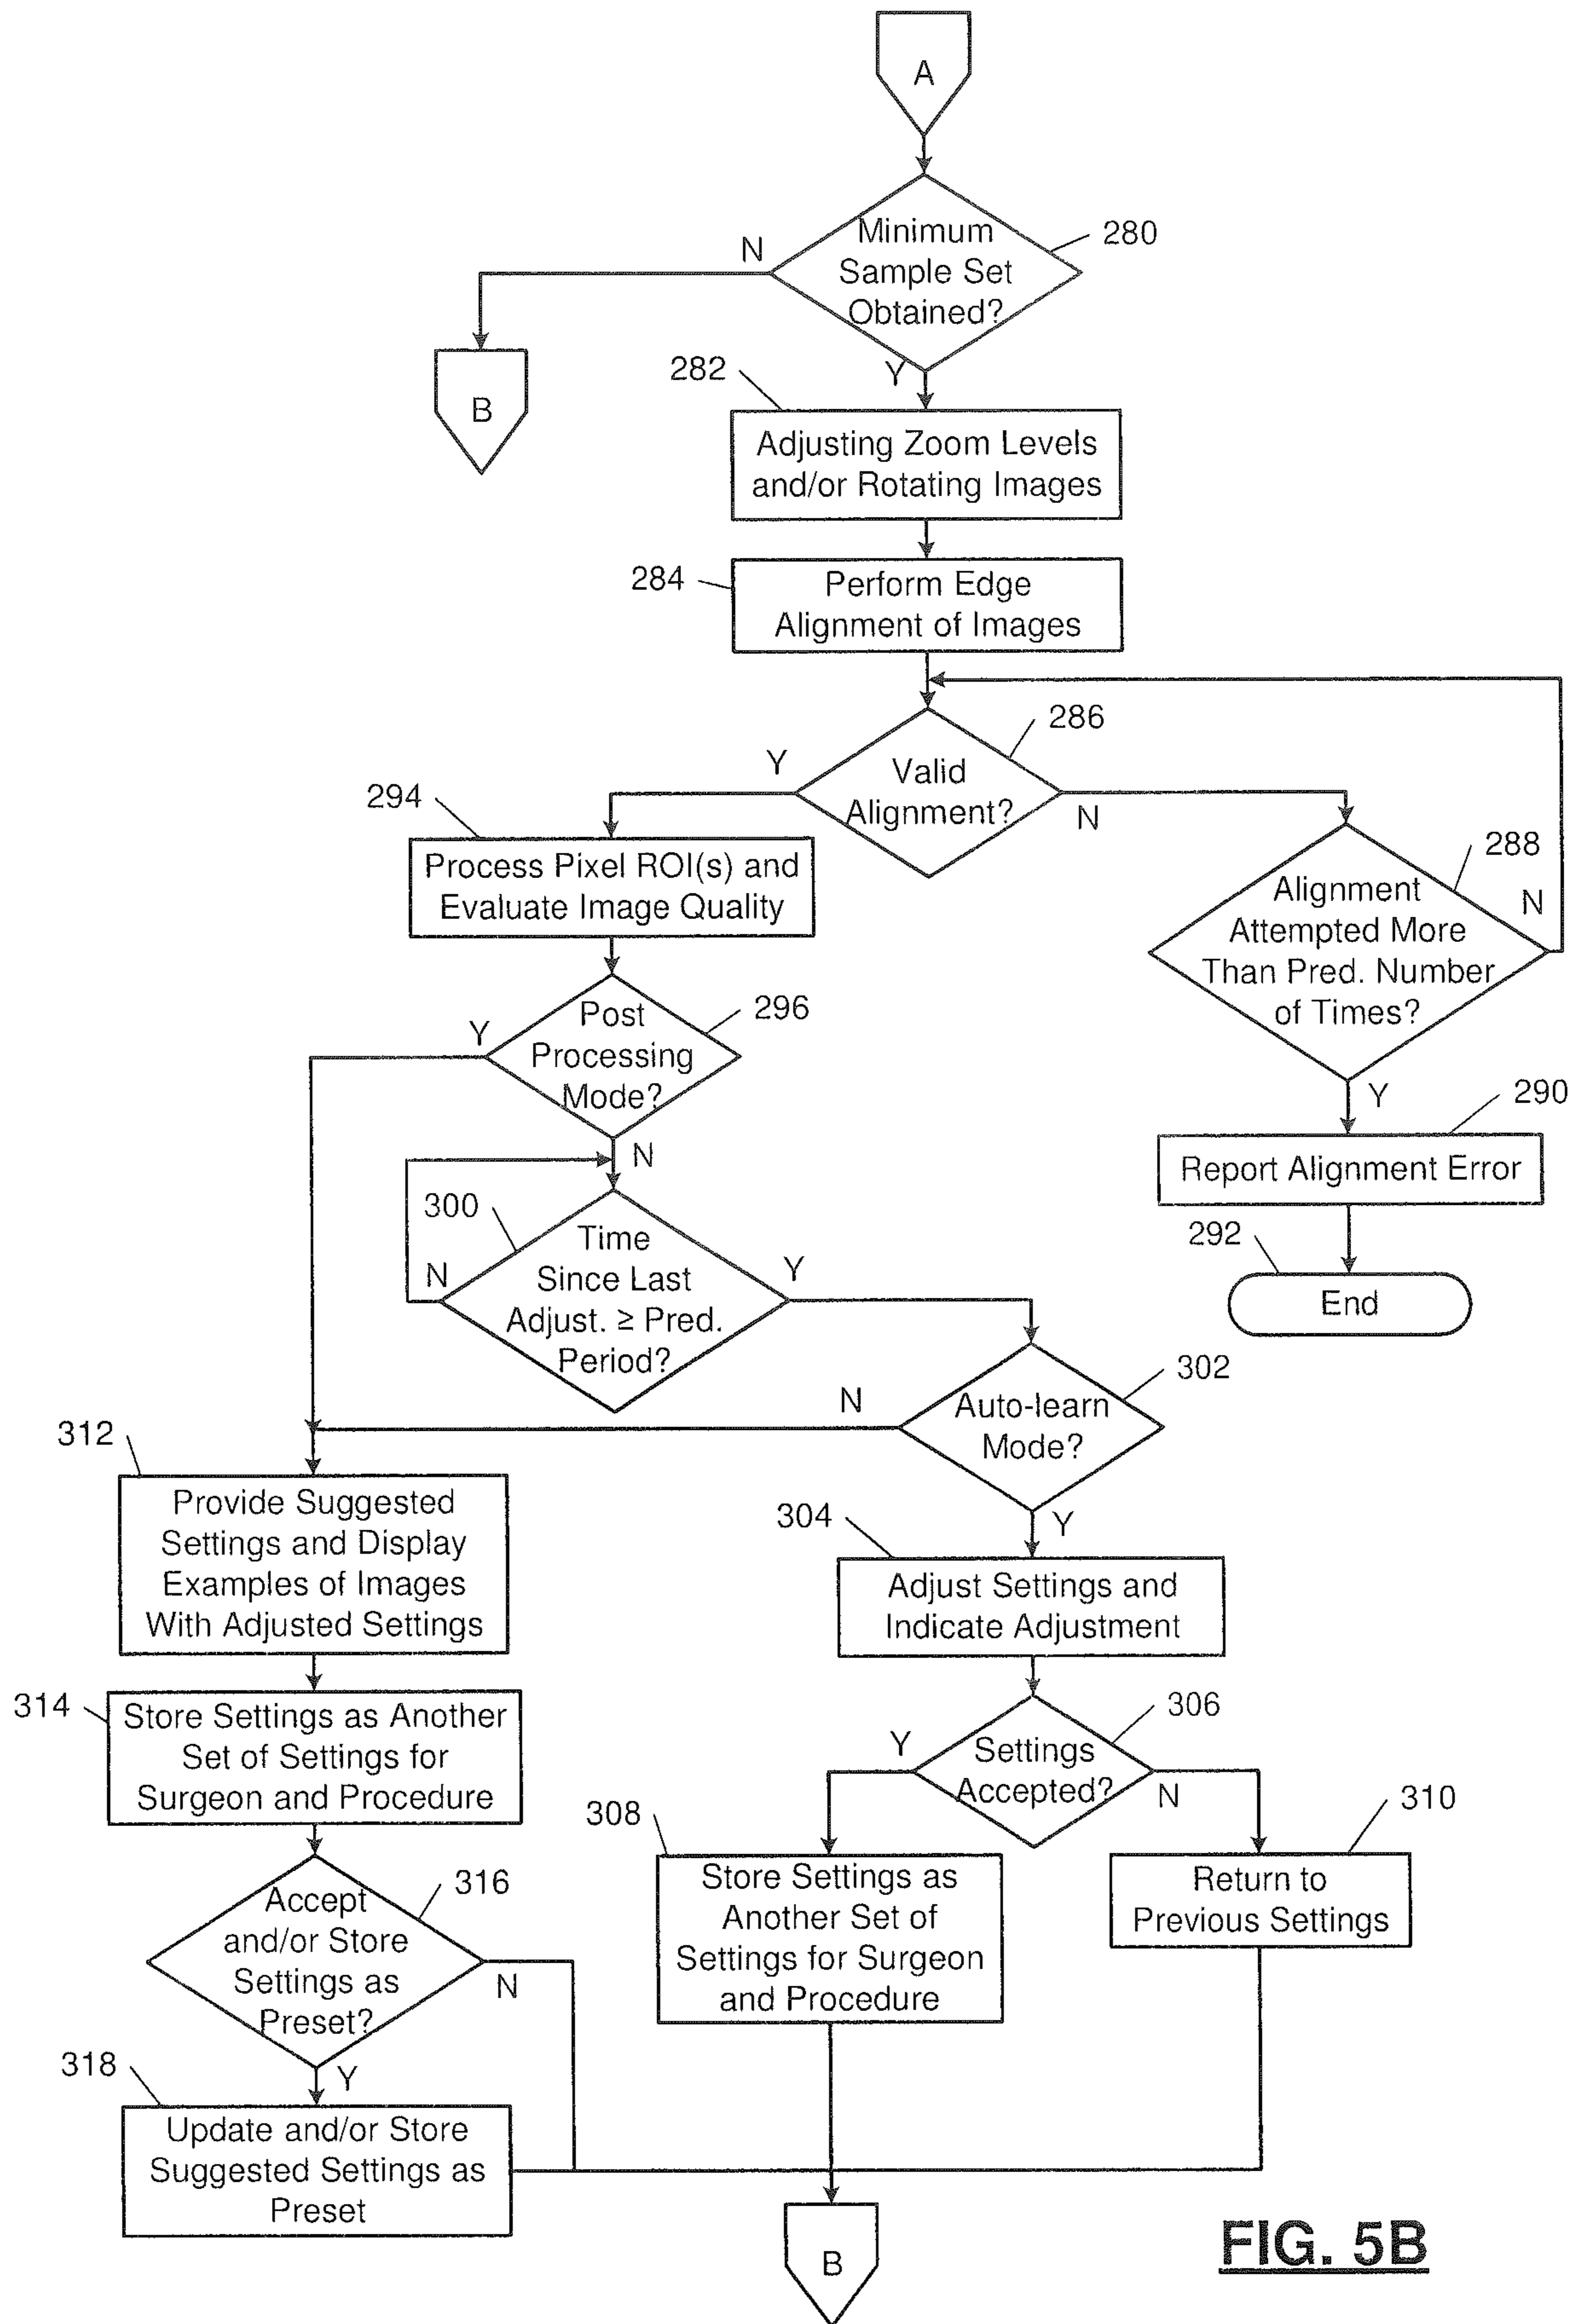 A
Minimum
Sample Set
Obtained?
280
N
Y
B
282
Adjusting Zoom Levels
and/or Rotating Images
284
Perform Edge
Alignment of Images
286
Valid
Alignment?
Y
N
294
Process Pixel ROI(s) and
Evaluate Image Quality
288
Alignment
Attempted More
Than Pred. Number
of Times?
N
Y
296
Post
Processing
Mode?
Y
N
290
Report Alignment Error
292
End
300
Time
Since Last
Adjust. ≥ Pred.
Period?
N
Y
302
Auto-learn
Mode?
N
Y
312
Provide Suggested
Settings and Display
Examples of Images
With Adjusted Settings
304
Adjust Settings and
Indicate Adjustment
314
Store Settings as Another
Set of Settings for
Surgeon and Procedure
306
Settings
Accepted?
Y
N
308
Store Settings as
Another Set of
Settings for Surgeon
and Procedure
310
Return to
Previous Settings
316
Accept
and/or Store
Settings as
Preset?
N
Y
318
Update and/or Store
Suggested Settings as
Preset
B
FIG. 5B